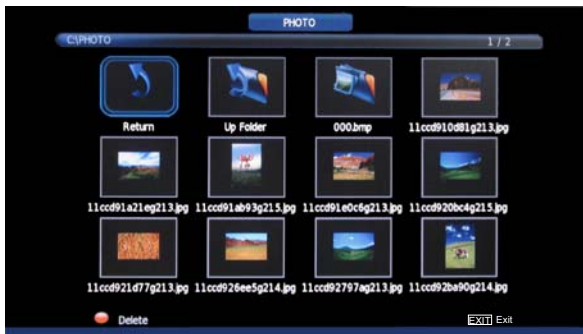 PHOTO
C:\PHOTO 1 / 2
Return Up Folder 000.bmp 11ccd910d81g213.jpg
11ccd91a21eg213.jpg 11ccd91ab93g215.jpg 11ccd91e0c6g213.jpg 11ccd920bc4g215.jpg
11ccd921d77g213.jpg 11ccd926ee5g214.jpg 11ccd92797ag213.jpg 11ccd92ba90g214.jpg
Delete EXIT Exit